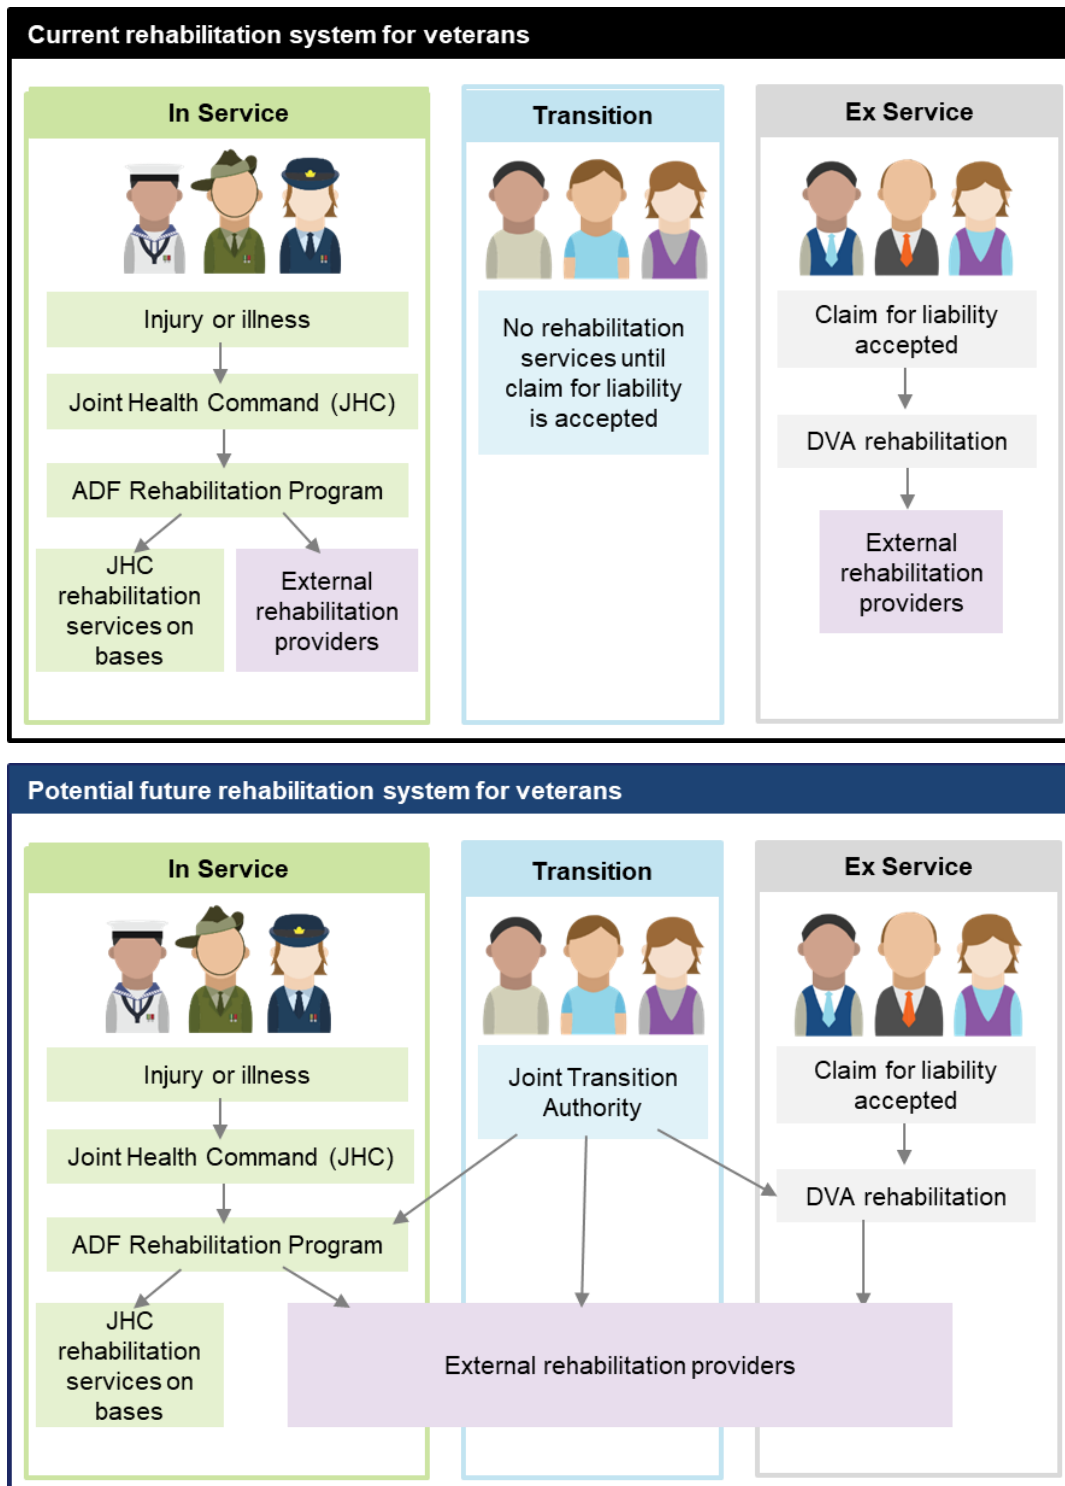 Current rehabilitation system for veterans
In Service
Injury or illness
Joint Health Command (JHC)
ADF Rehabilitation Program
JHC
rehabilitation
services on
bases
External
rehabilitation
providers
Transition
No rehabilitation
services until
claim for liability
is accepted
Ex Service
Claim for liability
accepted
DVA rehabilitation
External
rehabilitation
providers
Potential future rehabilitation system for veterans
In Service
Injury or illness
Joint Health Command (JHC)
ADF Rehabilitation Program
JHC
rehabilitation
services on
bases
Transition
Joint Transition
Authority
Ex Service
Claim for liability
accepted
DVA rehabilitation
External rehabilitation providers